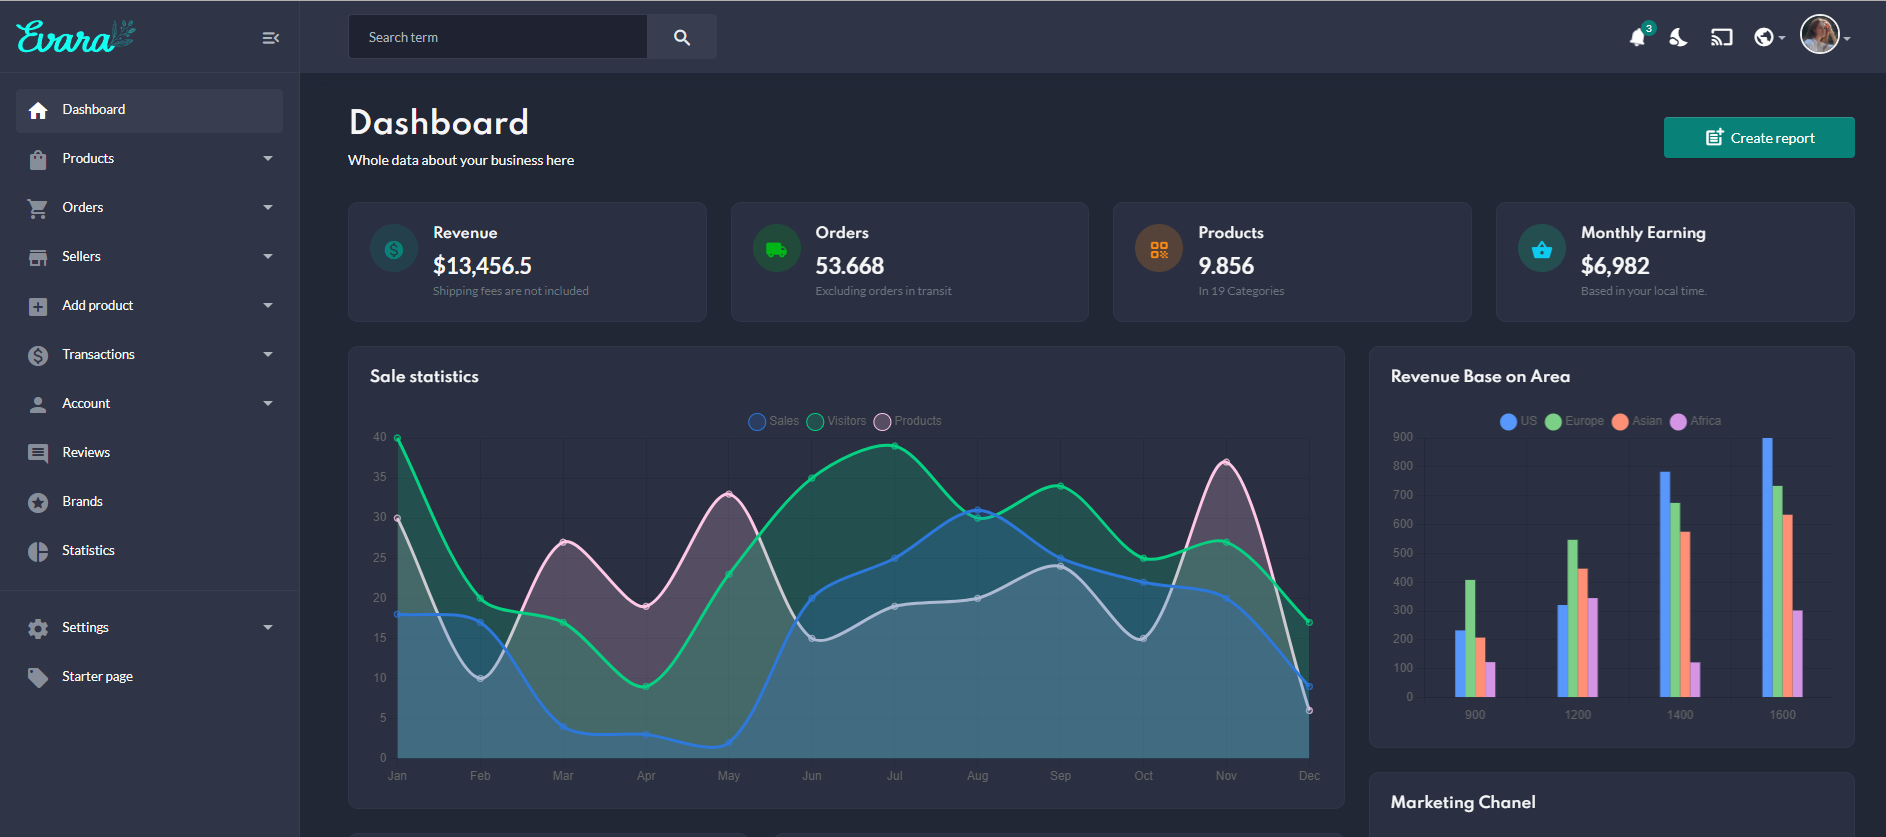 Evara
Search term
3
Dashboard
Products
Orders
Sellers
Add product
Transactions
Account
Reviews
Brands
Statistics
Settings
Starter page
Dashboard
Whole data about your business here
Create report
Revenue
$13,456.5
Shipping fees are not included
Orders
53.668
Excluding orders in transit
Products
9.856
In 19 Categories
Monthly Earning
$6,982
Based in your local time.
Sale statistics
Sales Visitors Products
40
35
30
25
20
15
10
5
0
Jan Feb Mar Apr May Jun Jul Aug Sep Oct Nov Dec
Revenue Base on Area
US Europe Asian Africa
900
800
700
600
500
400
300
200
100
0
900 1200 1400 1600
Marketing Chanel